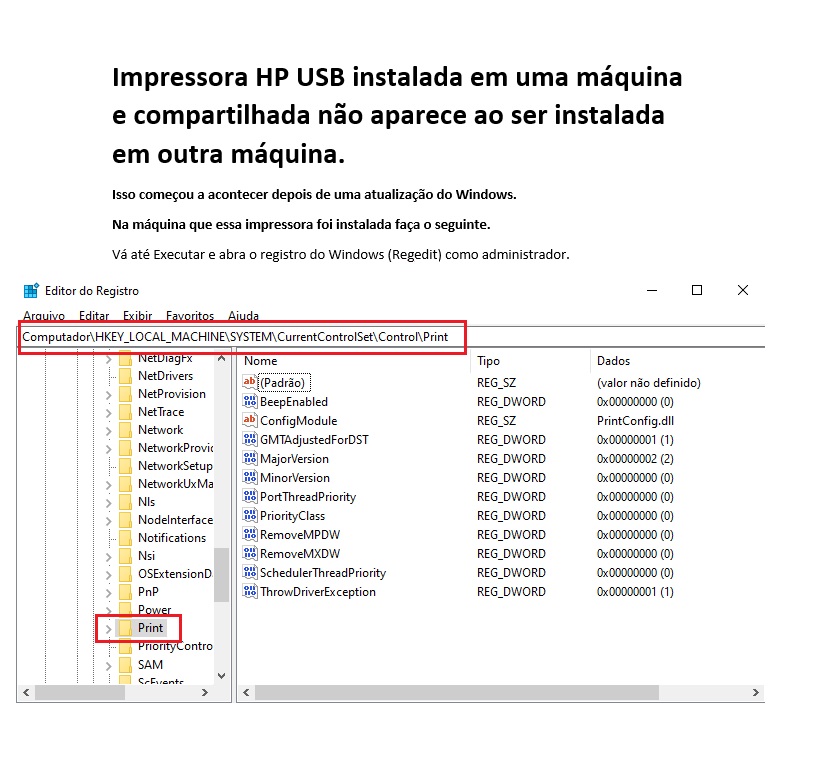 Impressora HP USB instalada em uma máquina
e compartilhada não aparece ao ser instalada
em outra máquina.
Isso começou a acontecer depois de uma atualização do Windows.
Na máquina que essa impressora foi instalada faça o seguinte.
Vá até Executar e abra o registro do Windows (Regedit) como administrador.
Editor do Registro
Arquivo Editar Exibir Favoritos Ajuda
Computador\HKEY_LOCAL_MACHINE\SYSTEM\CurrentControlSet\Control\Print
NetDiagFx
NetDrivers
NetProvision
NetTrace
Network
NetworkProvic
NetworkSetup
NetworkUxMa
Nls
NodeInterface
Notifications
Nsi
OSExtensionD
PnP
Power
Print
PriorityContro
SAM
ScEvents
Nome Tipo Dados
(Padrão) REG_SZ (valor não definido)
BeepEnabled REG_DWORD 0x00000000 (0)
ConfigModule REG_SZ PrintConfig.dll
GMTAdjustedForDST REG_DWORD 0x00000001 (1)
MajorVersion REG_DWORD 0x00000002 (2)
MinorVersion REG_DWORD 0x00000000 (0)
PortThreadPriority REG_DWORD 0x00000000 (0)
PriorityClass REG_DWORD 0x00000000 (0)
RemoveMPDW REG_DWORD 0x00000000 (0)
RemoveMXDW REG_DWORD 0x00000000 (0)
SchedulerThreadPriority REG_DWORD 0x00000000 (0)
ThrowDriverException REG_DWORD 0x00000001 (1)